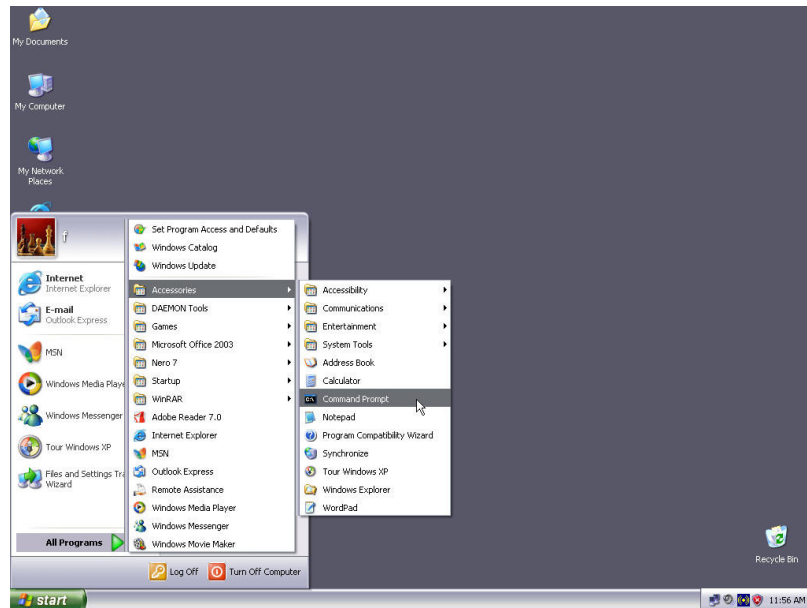 My Documents
My Computer
My Network
Places
f
Internet
Internet Explorer
E-mail
Outlook Express
MSN
Windows Media Playe
Windows Messenger
Tour Windows XP
Files and Settings Tra
Wizard
All Programs
Set Program Access and Defaults
Windows Catalog
Windows Update
Accessories
DAEMON Tools
Games
Microsoft Office 2003
Nero 7
Startup
WinRAR
Adobe Reader 7.0
Internet Explorer
MSN
Outlook Express
Remote Assistance
Windows Media Player
Windows Messenger
Windows Movie Maker
Accessibility
Communications
Entertainment
System Tools
Address Book
Calculator
Command Prompt
Notepad
Program Compatibility Wizard
Synchronize
Tour Windows XP
Windows Explorer
WordPad
Log Off
Turn Off Computer
Recycle Bin
start
11:56 AM